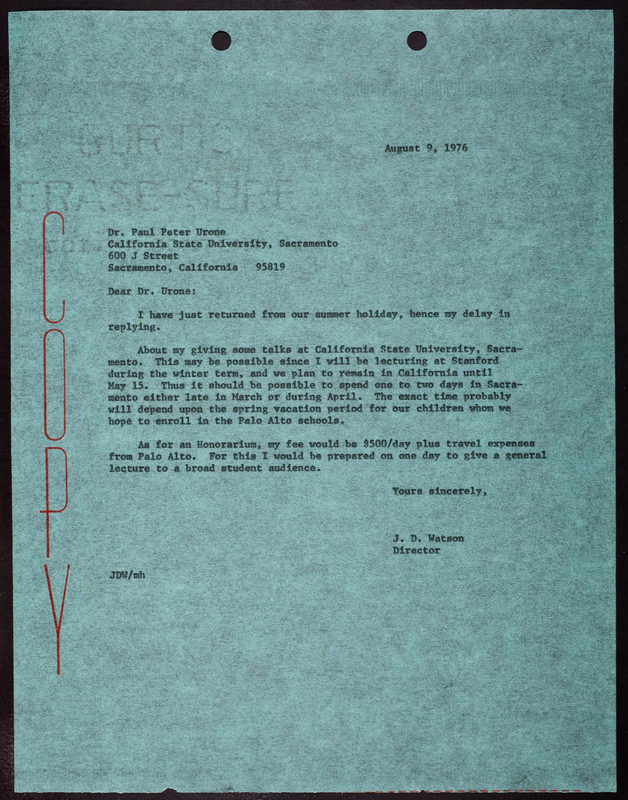 August 9, 1976
CURTIS
ERASE-SURE
COPY
Dr. Paul Peter Urone
California State University, Sacramento
600 J Street
Sacramento, California 95819
Dear Dr. Urone:
I have just returned from our summer holiday, hence my delay in
replying.
About my giving some talks at California State University, Sacra-
mento. This may be possible since I will be lecturing at Stanford
during the winter term, and we plan to remain in California until
May 15. Thus it should be possible to spend one to two days in Sacra-
mento either late in March or during April. The exact time probably
will depend upon the spring vacation period for our children whom we
hope to enroll in the Palo Alto schools.
As for an Honorarium, my fee would be $500/day plus travel expenses
from Palo Alto. For this I would be prepared on one day to give a general
lecture to a broad student audience.
Yours sincerely,
J. D. Watson
Director
JDW/mh